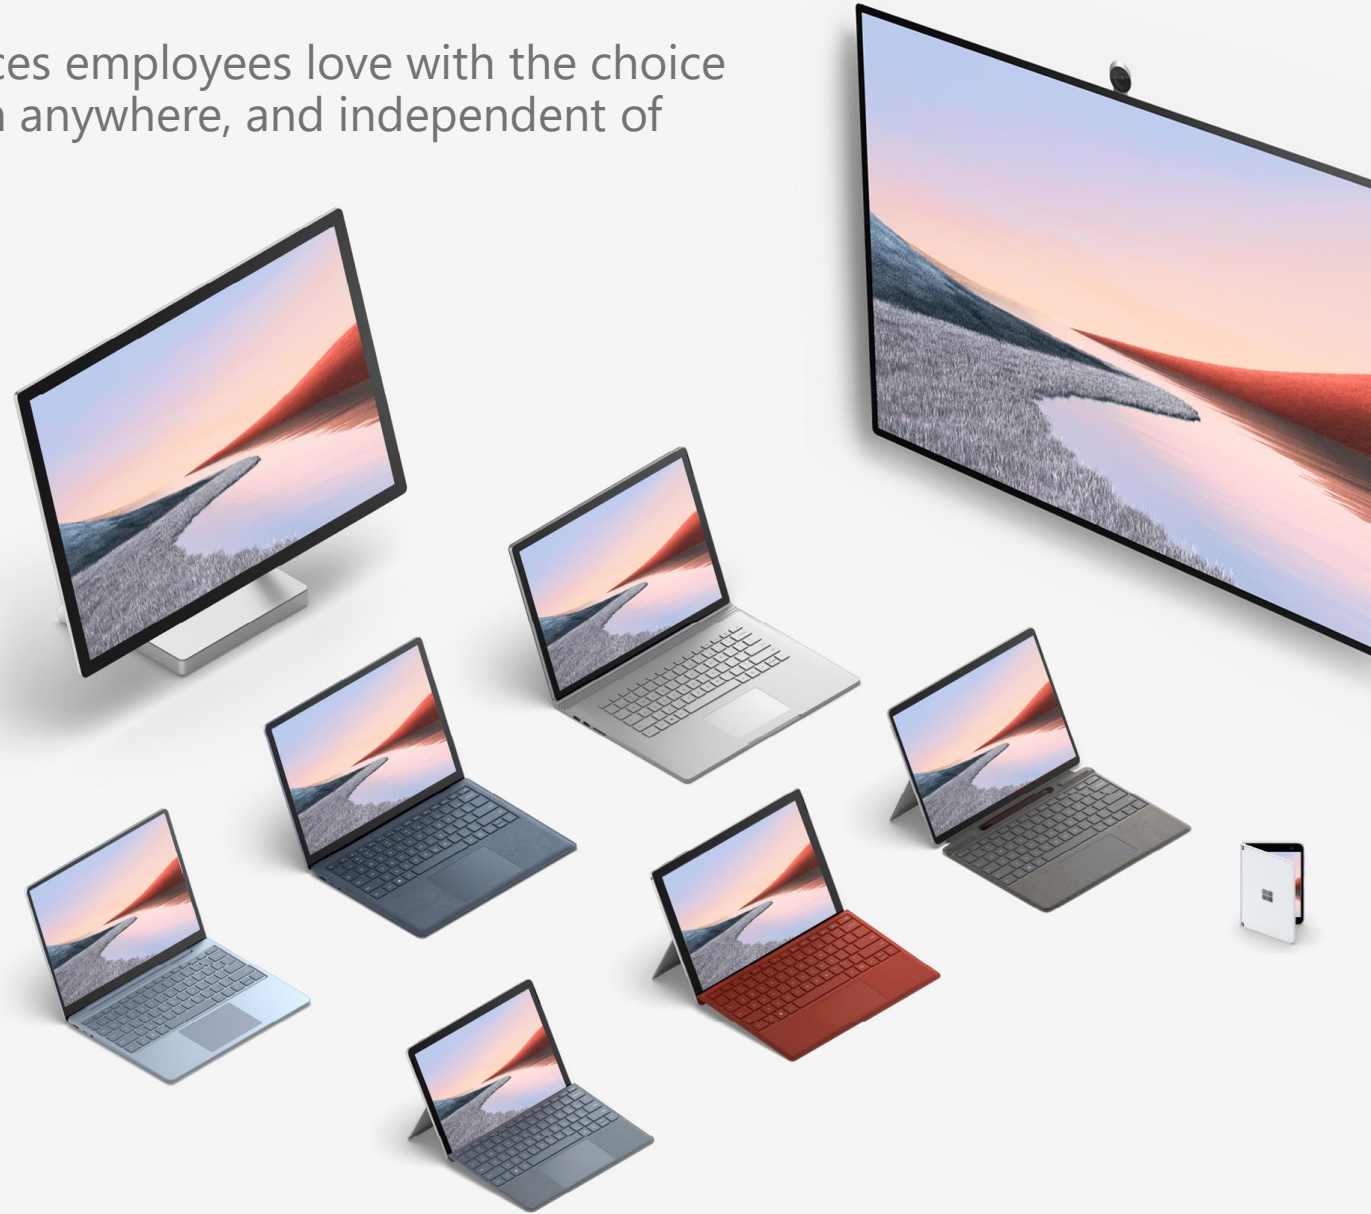 ces employees love with the choice
anywhere, and independent of